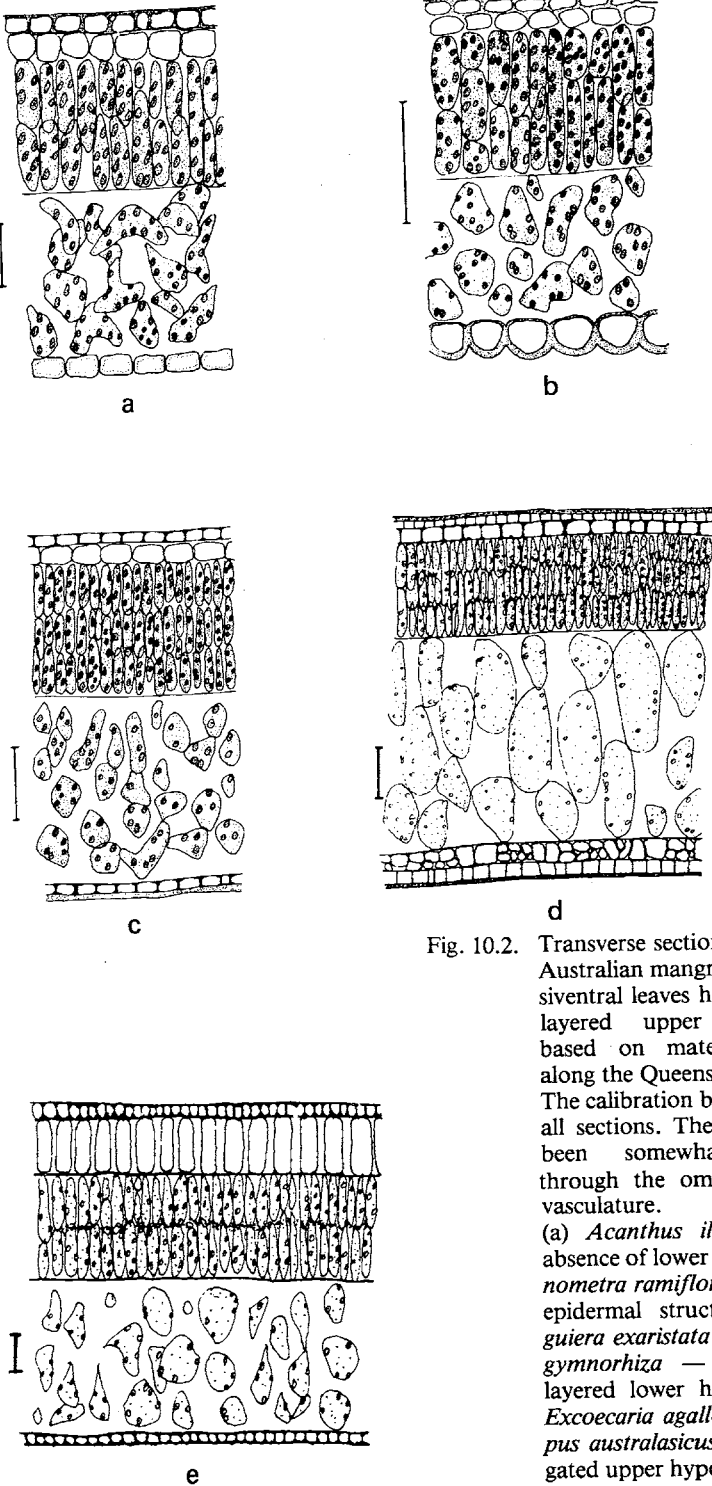 a
b
c
d
Fig. 10.2. Transverse section
Australian mangr
siventral leaves h
layered upper
based on mate
along the Queens
The calibration b
all sections. The
been somewha
through the om
vasculature.
(a) Acanthus il
absence of lower
nometra ramiflor
epidermal struct
guiera exaristata
gymnorhiza —
layered lower h
Excoecaria agall
pus australasicus
gated upper hype
e